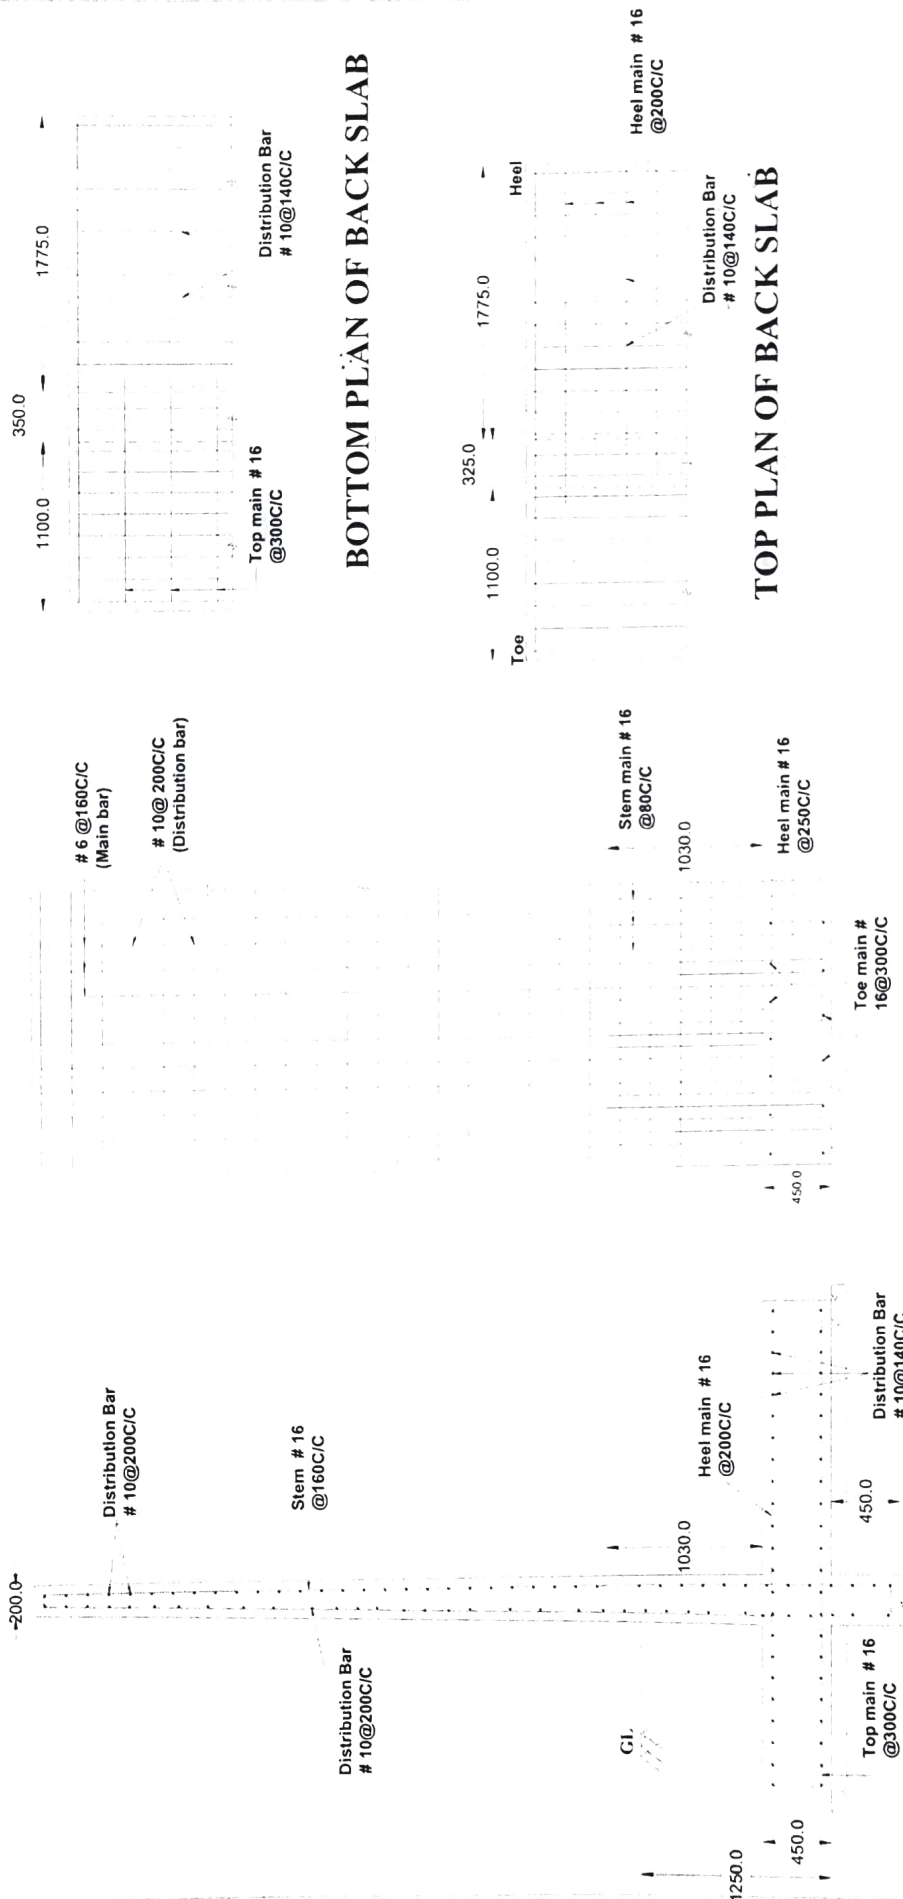 200.0
Distribution Bar
# 10@200C/C
Stem # 16
@160C/C
Distribution Bar
# 10@200C/C
GL
1030.0
Heel main # 16
@200C/C
1250.0
450.0
450.0
Top main # 16
@300C/C
Distribution Bar
# 10@140C/C
# 6 @160C/C
(Main bar)
# 10@ 200C/C
(Distribution bar)
Stem main # 16
@80C/C
1030.0
Heel main # 16
@250C/C
450.0
Toe main #
16@300C/C
1100.0
350.0
1775.0
Top main # 16
@300C/C
Distribution Bar
# 10@140C/C
BOTTOM PLAN OF BACK SLAB
Toe
1100.0
325.0
1775.0
Heel
Heel main # 16
@200C/C
Distribution Bar
# 10@140C/C
TOP PLAN OF BACK SLAB